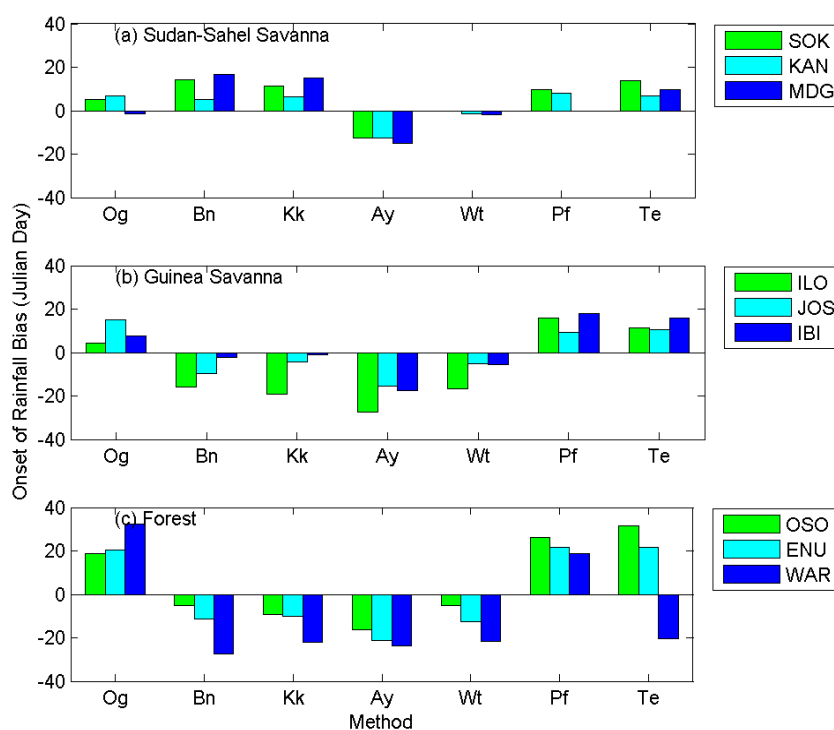 Onset of Rainfall Bias (Julian Day)
(a) Sudan-Sahel Savanna
40
20
0
-20
-40
Og Bn Kk Ay Wt Pf Te
SOK
KAN
MDG
(b) Guinea Savanna
40
20
0
-20
-40
Og Bn Kk Ay Wt Pf Te
ILO
JOS
IBI
(c) Forest
40
20
0
-20
-40
Og Bn Kk Ay Wt Pf Te
OSO
ENU
WAR
Method